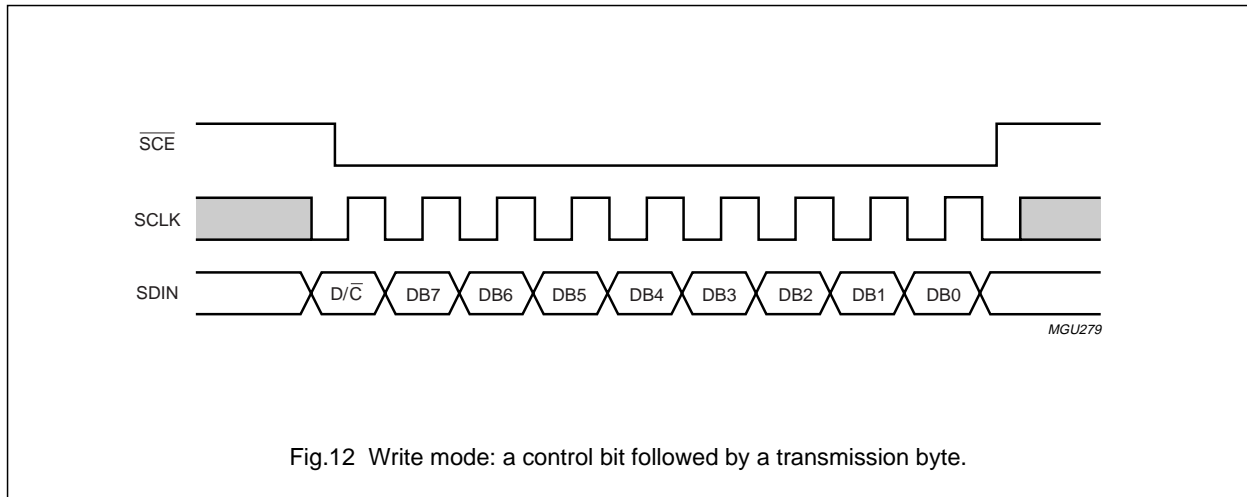 S̅C̅E̅
SCLK
SDIN D/C̅ DB7 DB6 DB5 DB4 DB3 DB2 DB1 DB0
MGU279
Fig.12 Write mode: a control bit followed by a transmission byte.